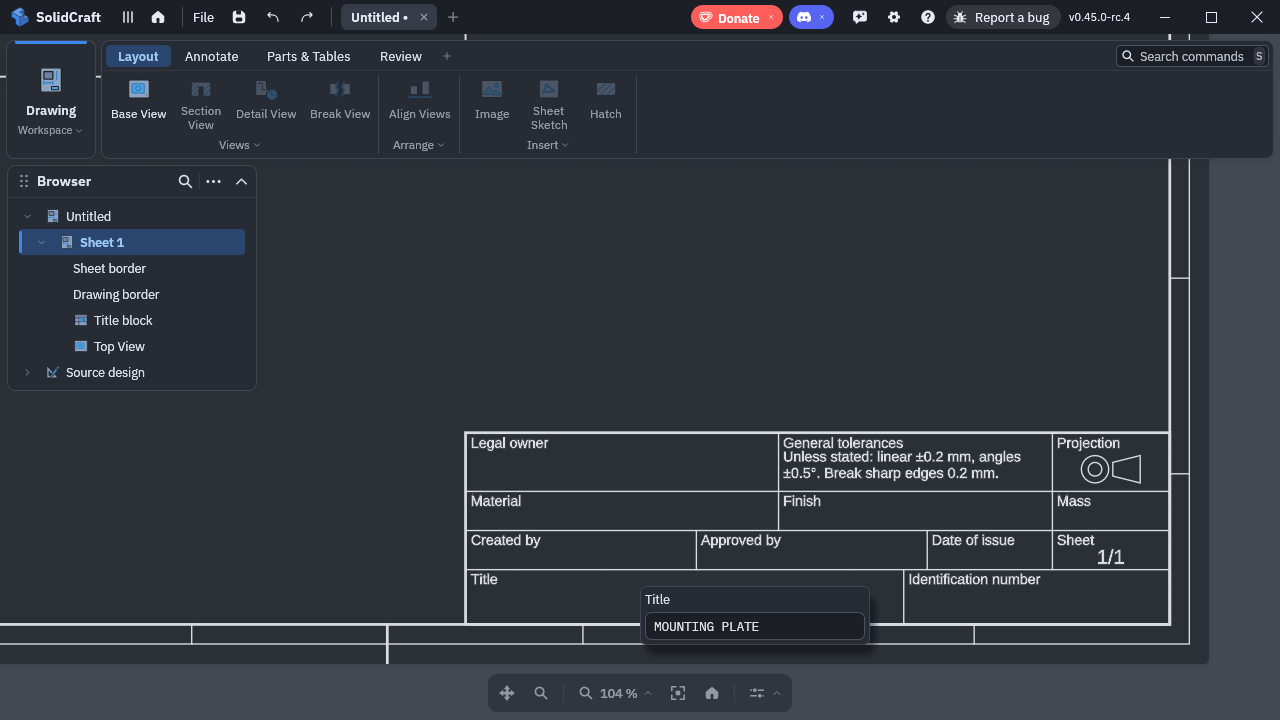 SolidCraft
File
Untitled •
Donate
Report a bug
v0.45.0-rc.4
Drawing
Workspace
Layout
Annotate
Parts & Tables
Review
Search commands
S
Base View
Section View
Detail View
Break View
Views
Align Views
Arrange
Image
Sheet Sketch
Hatch
Insert
Browser
Untitled
Sheet 1
Sheet border
Drawing border
Title block
Top View
Source design
Legal owner
General tolerances
Unless stated: linear ±0.2 mm, angles
±0.5°. Break sharp edges 0.2 mm.
Projection
Material
Finish
Mass
Created by
Approved by
Date of issue
Sheet
1/1
Title
Identification number
Title
MOUNTING PLATE
104 %